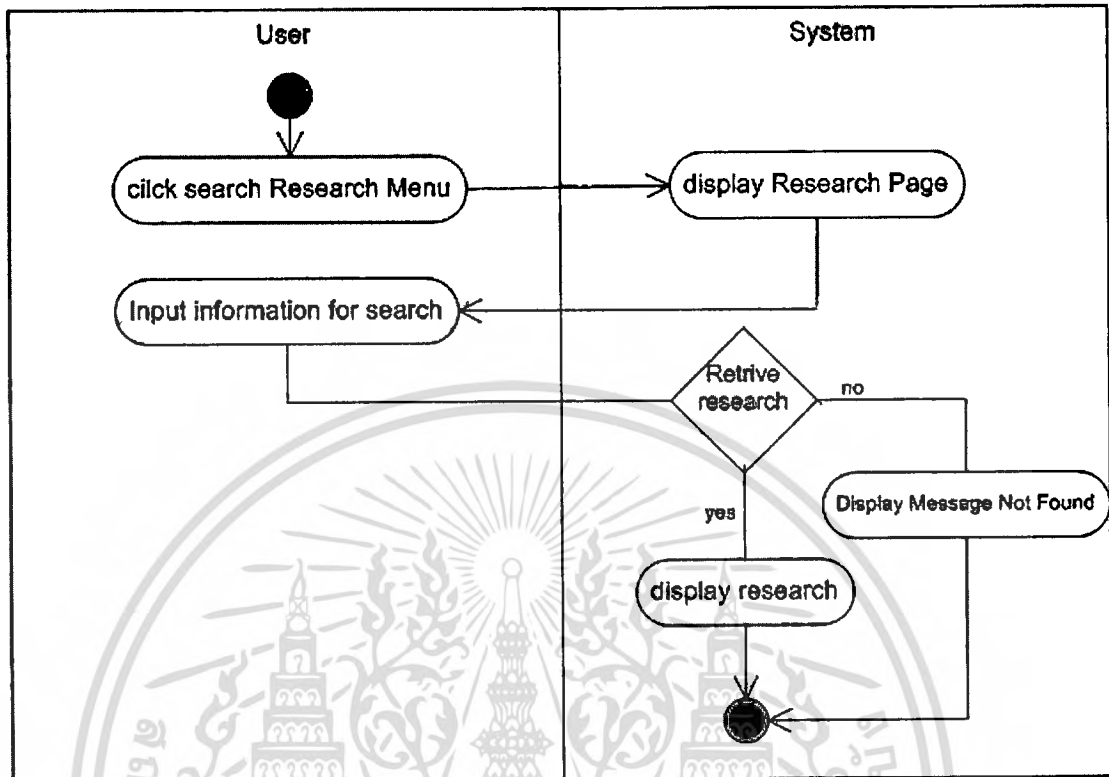 User
System
cilck search Research Menu
display Research Page
Input information for search
Retrive
research
no
yes
Display Message Not Found
display research